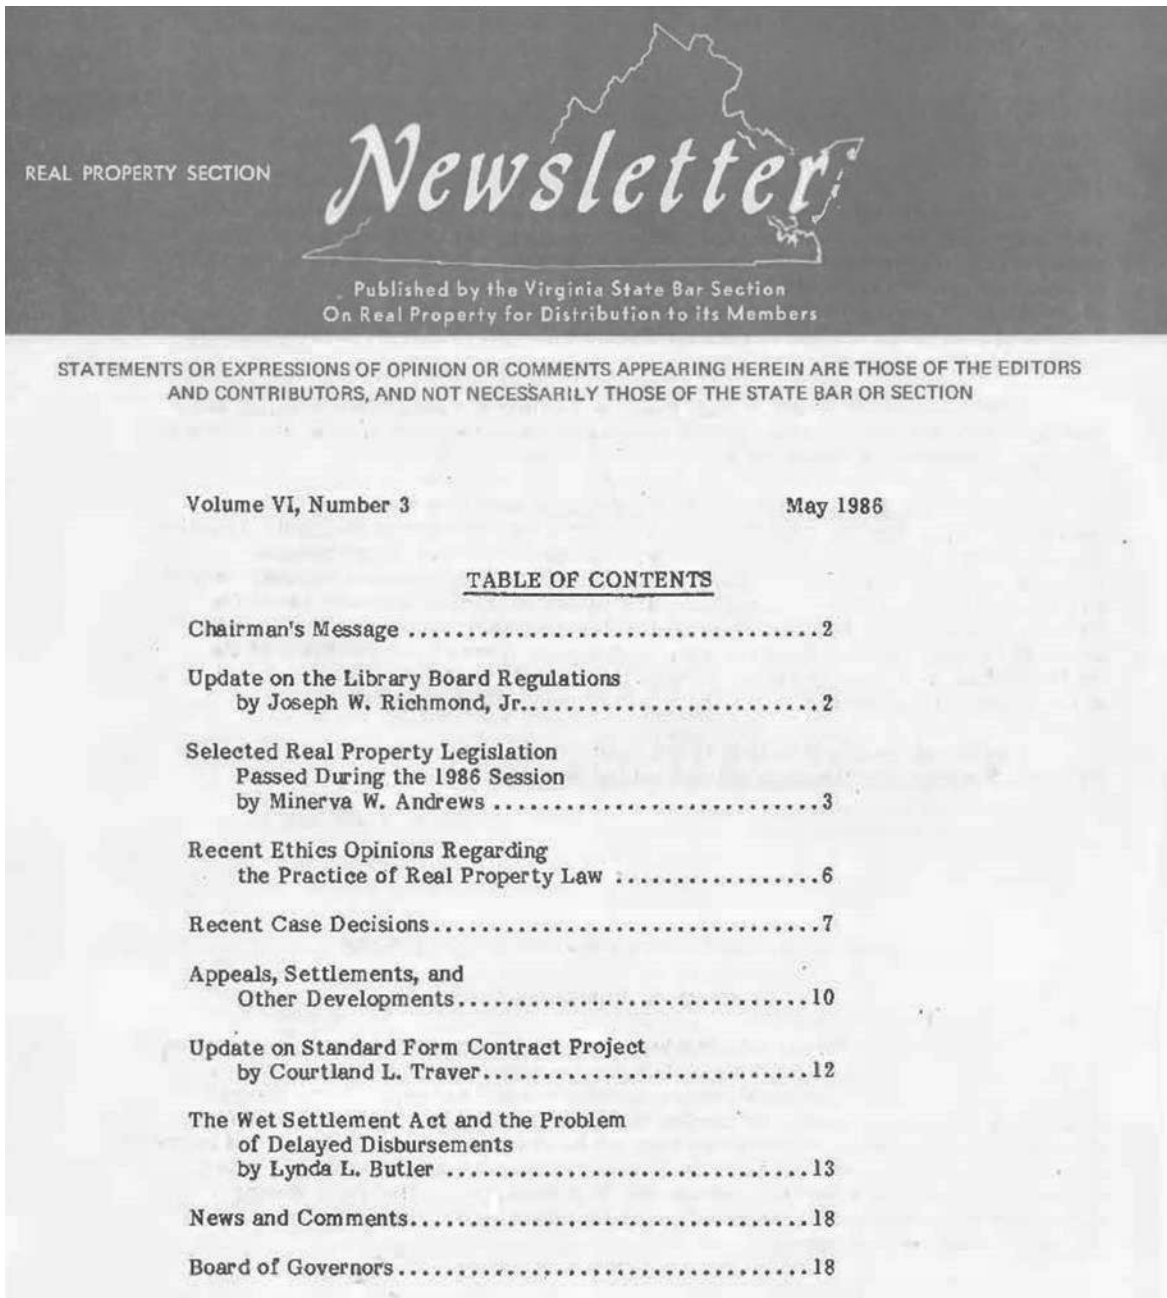 REAL PROPERTY SECTION
Newsletter
Published by the Virginia State Bar Section
On Real Property for Distribution to its Members
STATEMENTS OR EXPRESSIONS OF OPINION OR COMMENTS APPEARING HEREIN ARE THOSE OF THE EDITORS
AND CONTRIBUTORS, AND NOT NECESSARILY THOSE OF THE STATE BAR OR SECTION
Volume VI, Number 3 May 1986
TABLE OF CONTENTS
Chairman's Message ..................................2
Update on the Library Board Regulations
by Joseph W. Richmond, Jr.........................2
Selected Real Property Legislation
Passed During the 1986 Session
by Minerva W. Andrews ...........................3
Recent Ethics Opinions Regarding
the Practice of Real Property Law .................6
Recent Case Decisions................................7
Appeals, Settlements, and
Other Developments.............................10
Update on Standard Form Contract Project
by Courtland L. Traver...........................12
The Wet Settlement Act and the Problem
of Delayed Disbursements
by Lynda L. Butler ..............................13
News and Comments.................................18
Board of Governors..................................18